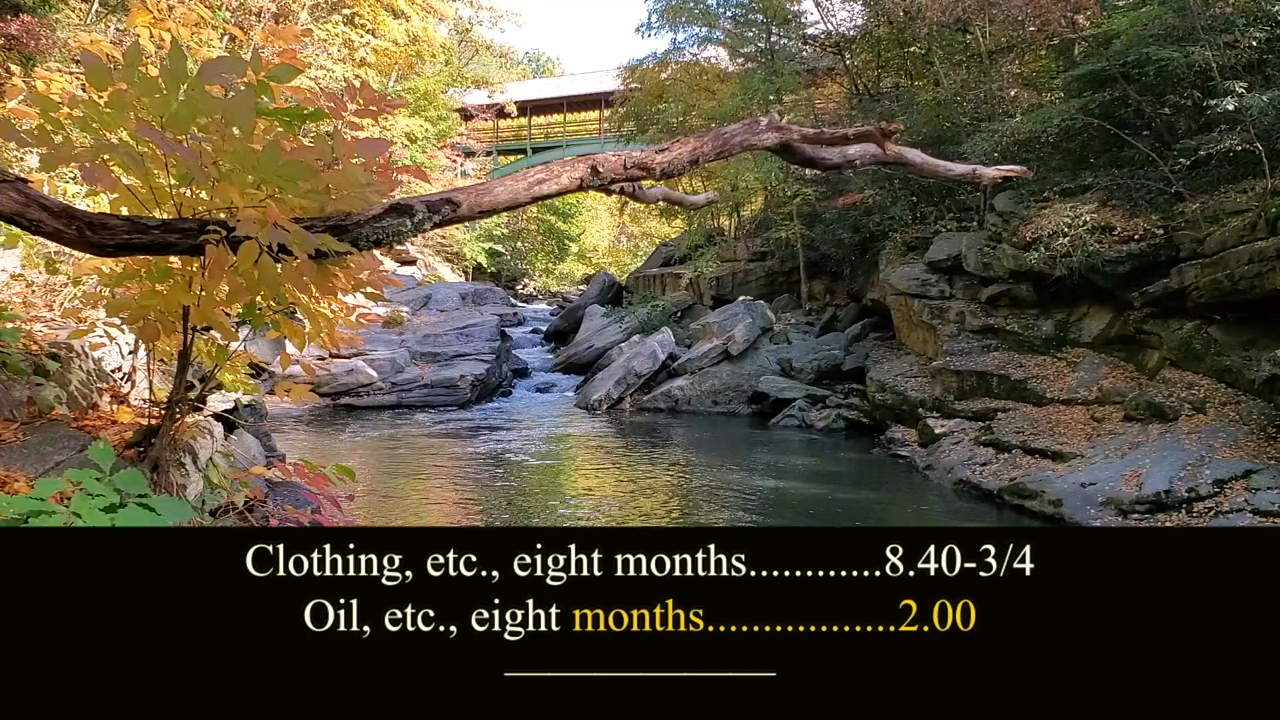 Clothing, etc., eight months............8.40-3/4
Oil, etc., eight months.................2.00